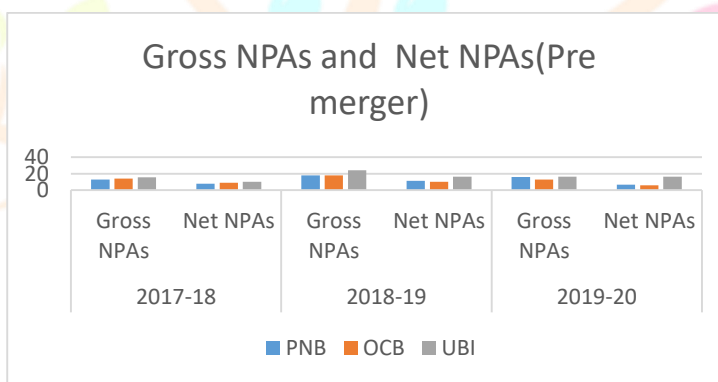 Gross NPAs and Net NPAs(Pre
merger)
40
20
0
Gross
NPAs
Net NPAs
Gross
NPAs
Net NPAs
Gross
NPAs
Net NPAs
2017-18
2018-19
2019-20
PNB
OCB
UBI